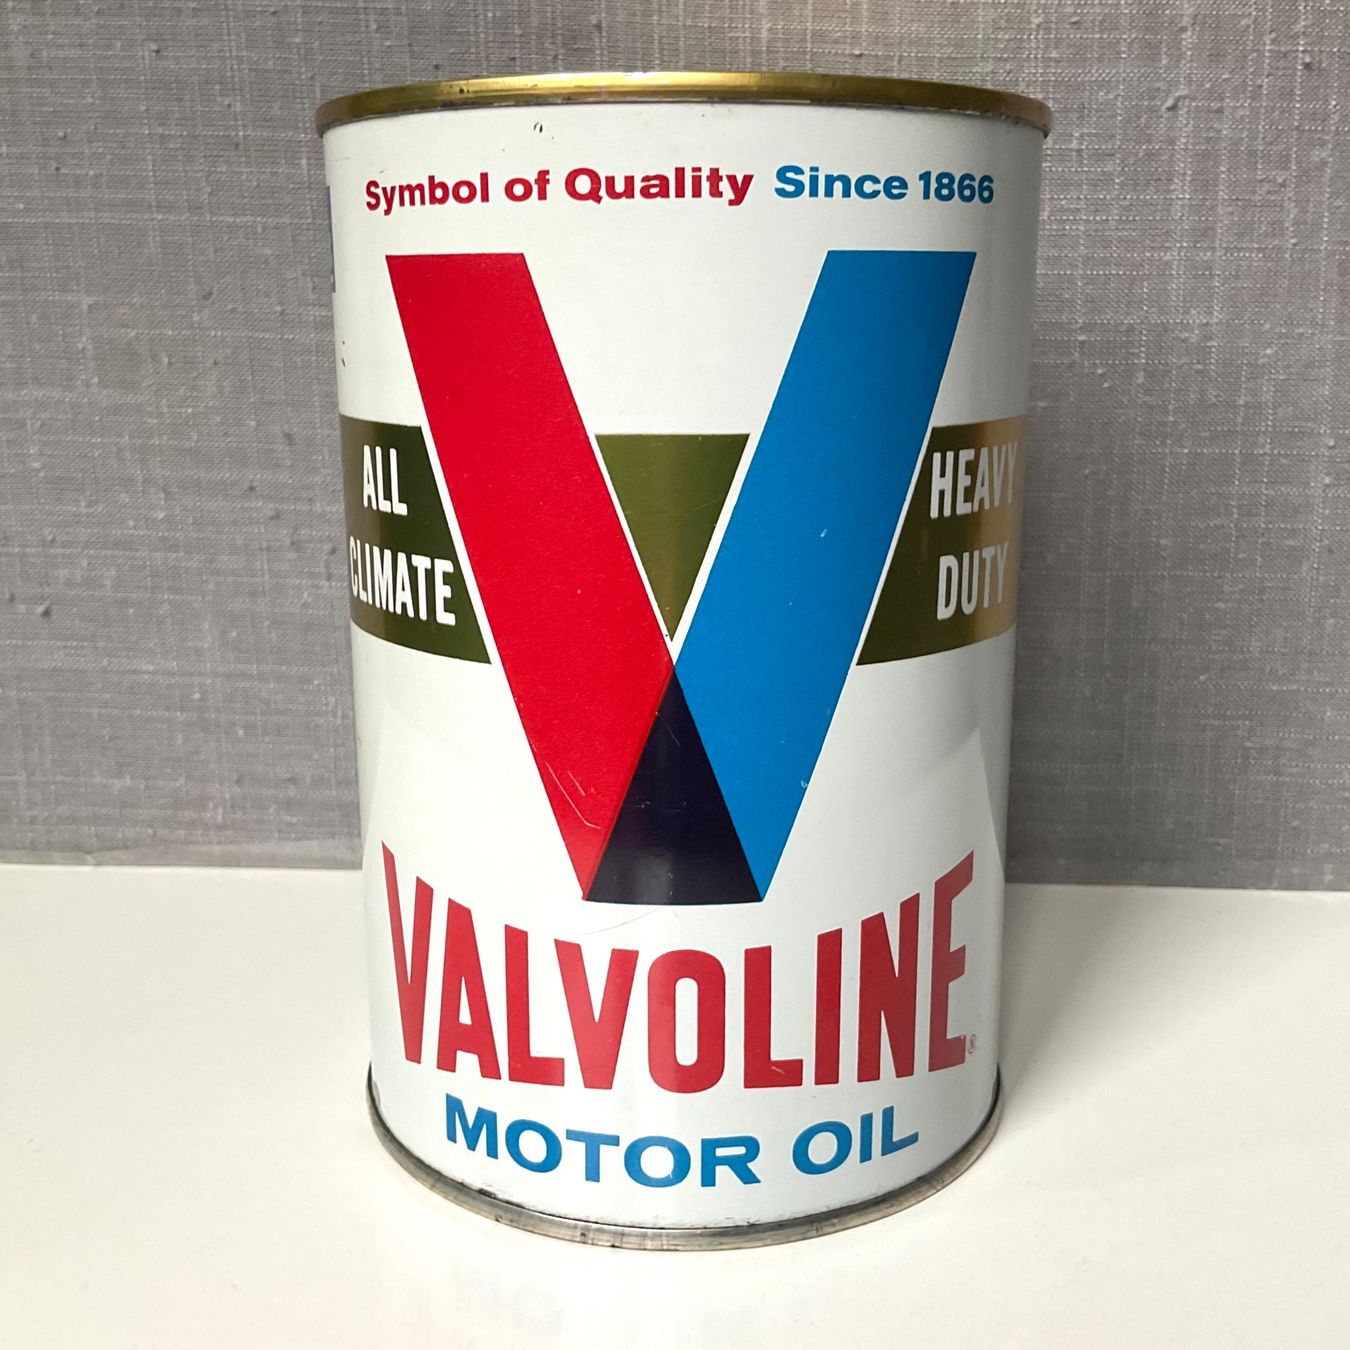 Symbol of Quality Since 1866
ALL
CLIMATE
HEAVY
DUTY
VALVOLINE®
MOTOR OIL